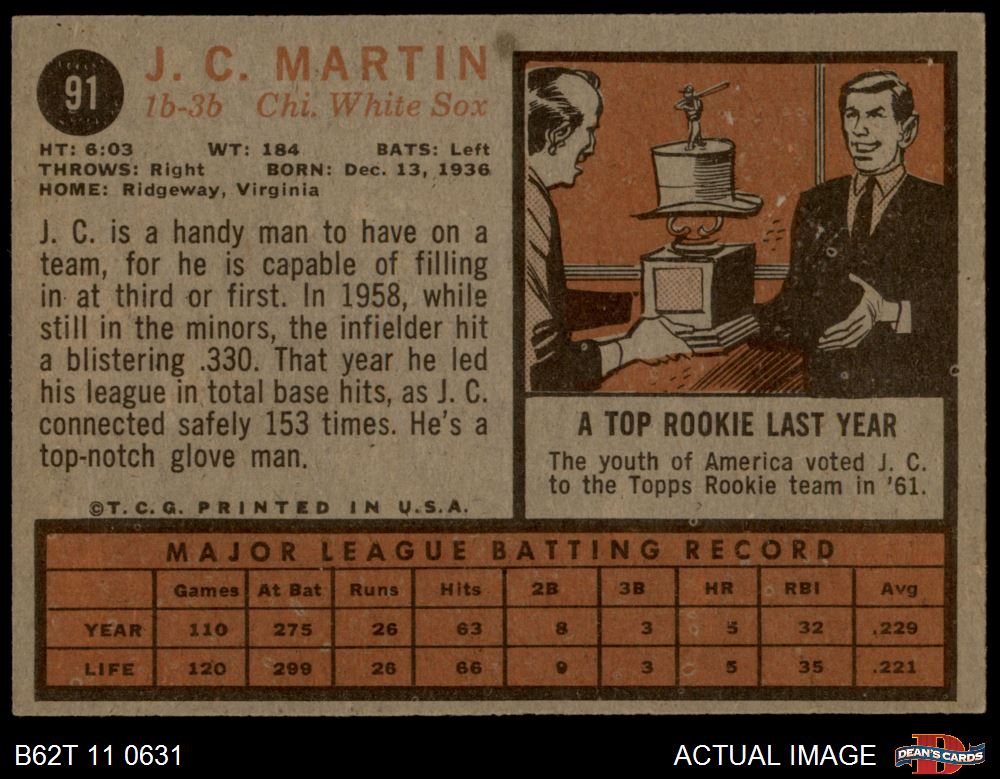 91
J. C. MARTIN
1b-3b Chi. White Sox
HT: 6:03 WT: 184 BATS: Left
THROWS: Right BORN: Dec. 13, 1936
HOME: Ridgeway, Virginia
J. C. is a handy man to have on a
team, for he is capable of filling
in at third or first. In 1958, while
still in the minors, the infielder hit
a blistering .330. That year he led
his league in total base hits, as J. C.
connected safely 153 times. He's a
top-notch glove man.
©T. C. G. PRINTED IN U.S.A.
A TOP ROOKIE LAST YEAR
The youth of America voted J. C.
to the Topps Rookie team in '61.
MAJOR LEAGUE BATTING RECORD
Games At Bat Runs Hits 2B 3B HR RBI Avg
YEAR 110 275 26 63 8 3 5 32 .229
LIFE 120 299 26 66 9 3 5 35 .221
B62T 11 0631 ACTUAL IMAGE DEAN'S CARDS